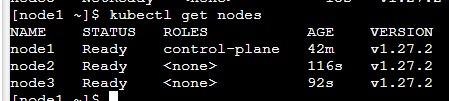 [node1 ~]$ kubectl get nodes
NAME STATUS ROLES AGE VERSION
node1 Ready control-plane 42m v1.27.2
node2 Ready <none> 116s v1.27.2
node3 Ready <none> 92s v1.27.2
[node1 ~]$